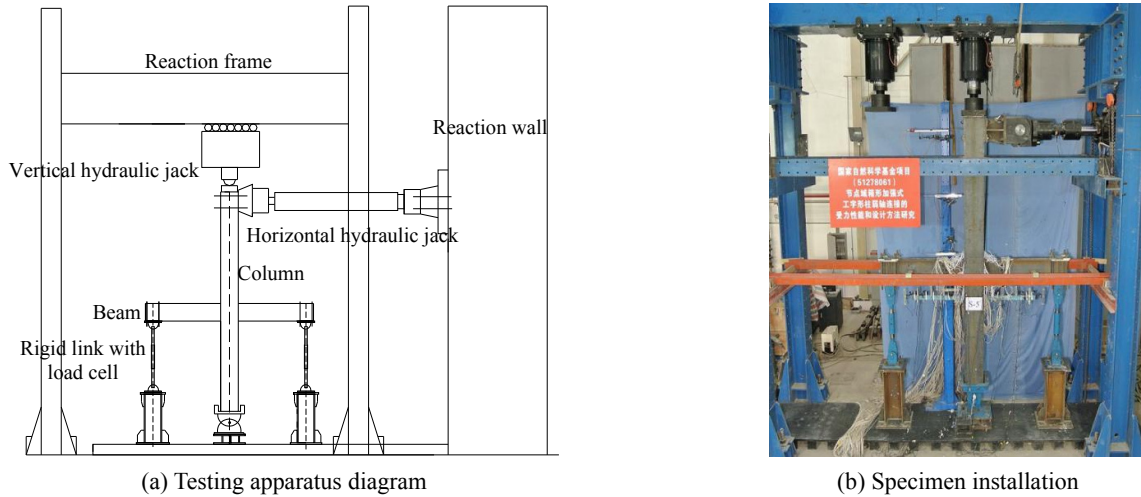 Reaction frame
Reaction wall
Vertical hydraulic jack
Horizontal hydraulic jack
Column
Beam
Rigid link with
load cell
(a) Testing apparatus diagram
国家自然科学基金项目
(51278061)
节点域箱形加强式
工字形柱弱轴连接的
受力性能和设计方法研究
S-5
(b) Specimen installation